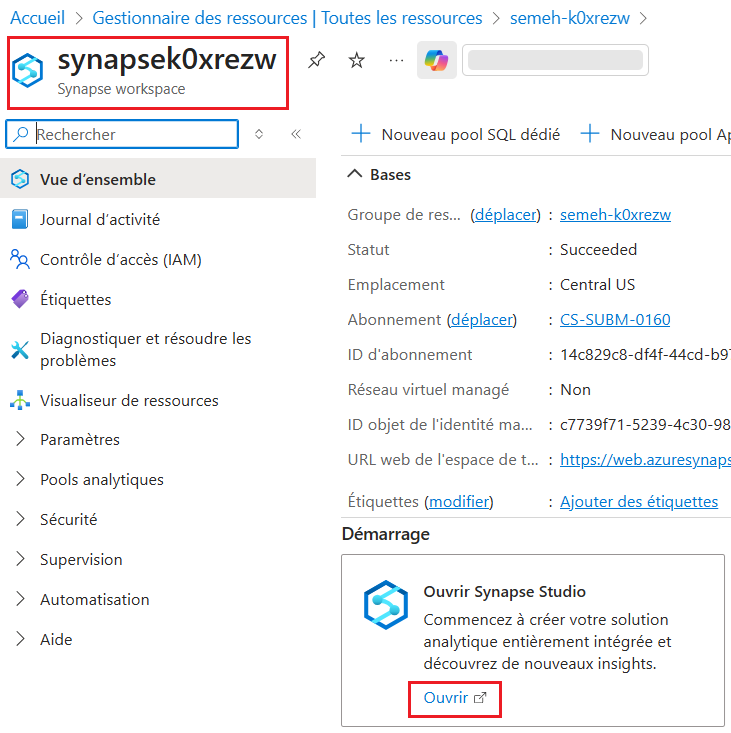 Accueil > Gestionnaire des ressources | Toutes les ressources > semeh-k0xrezw >
synapsek0xrezw
Synapse workspace
Rechercher
Vue d’ensemble
Journal d’activité
Contrôle d’accès (IAM)
Étiquettes
Diagnostiquer et résoudre les
problèmes
Visualiseur de ressources
Paramètres
Pools analytiques
Sécurité
Supervision
Automatisation
Aide
Nouveau pool SQL dédié
Nouveau pool Ap
Bases
Groupe de res... (déplacer) : semeh-k0xrezw
Statut : Succeeded
Emplacement : Central US
Abonnement (déplacer) : CS-SUBM-0160
ID d'abonnement : 14c829c8-df4f-44cd-b97
Réseau virtuel managé : Non
ID objet de l'identité ma... : c7739f71-5239-4c30-98
URL web de l'espace de t... : https://web.azuresynaps
Étiquettes (modifier) : Ajouter des étiquettes
Démarrage
Ouvrir Synapse Studio
Commencez à créer votre solution
analytique entièrement intégrée et
découvrez de nouveaux insights.
Ouvrir